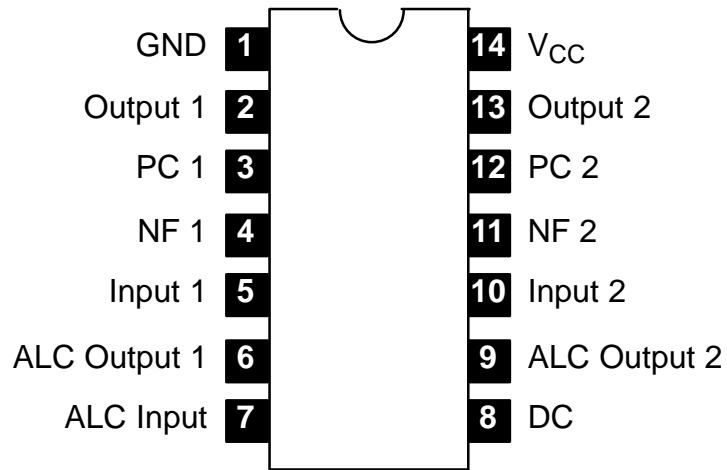 GND 1 14 VCC
Output 1 2 13 Output 2
PC 1 3 12 PC 2
NF 1 4 11 NF 2
Input 1 5 10 Input 2
ALC Output 1 6 9 ALC Output 2
ALC Input 7 8 DC